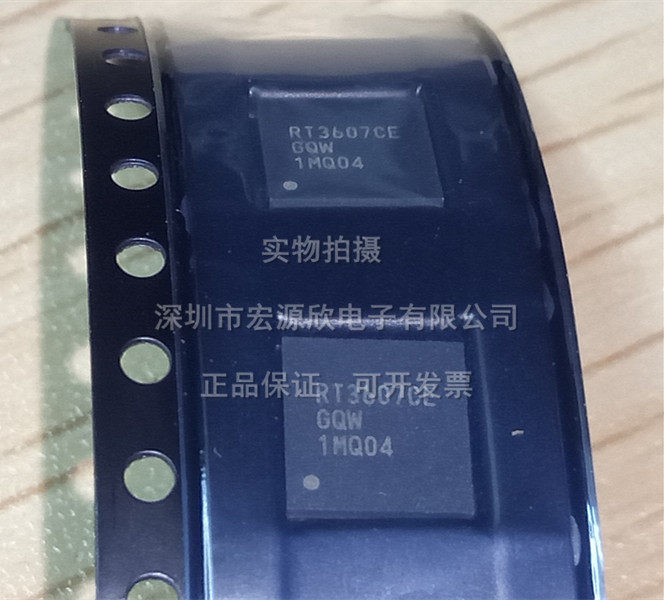 RT3607CE
GQW
1MQ04
实物拍摄
深圳市宏源欣电子有限公司
正品保证 可开发票
RT3607CE
GQW
1MQ04